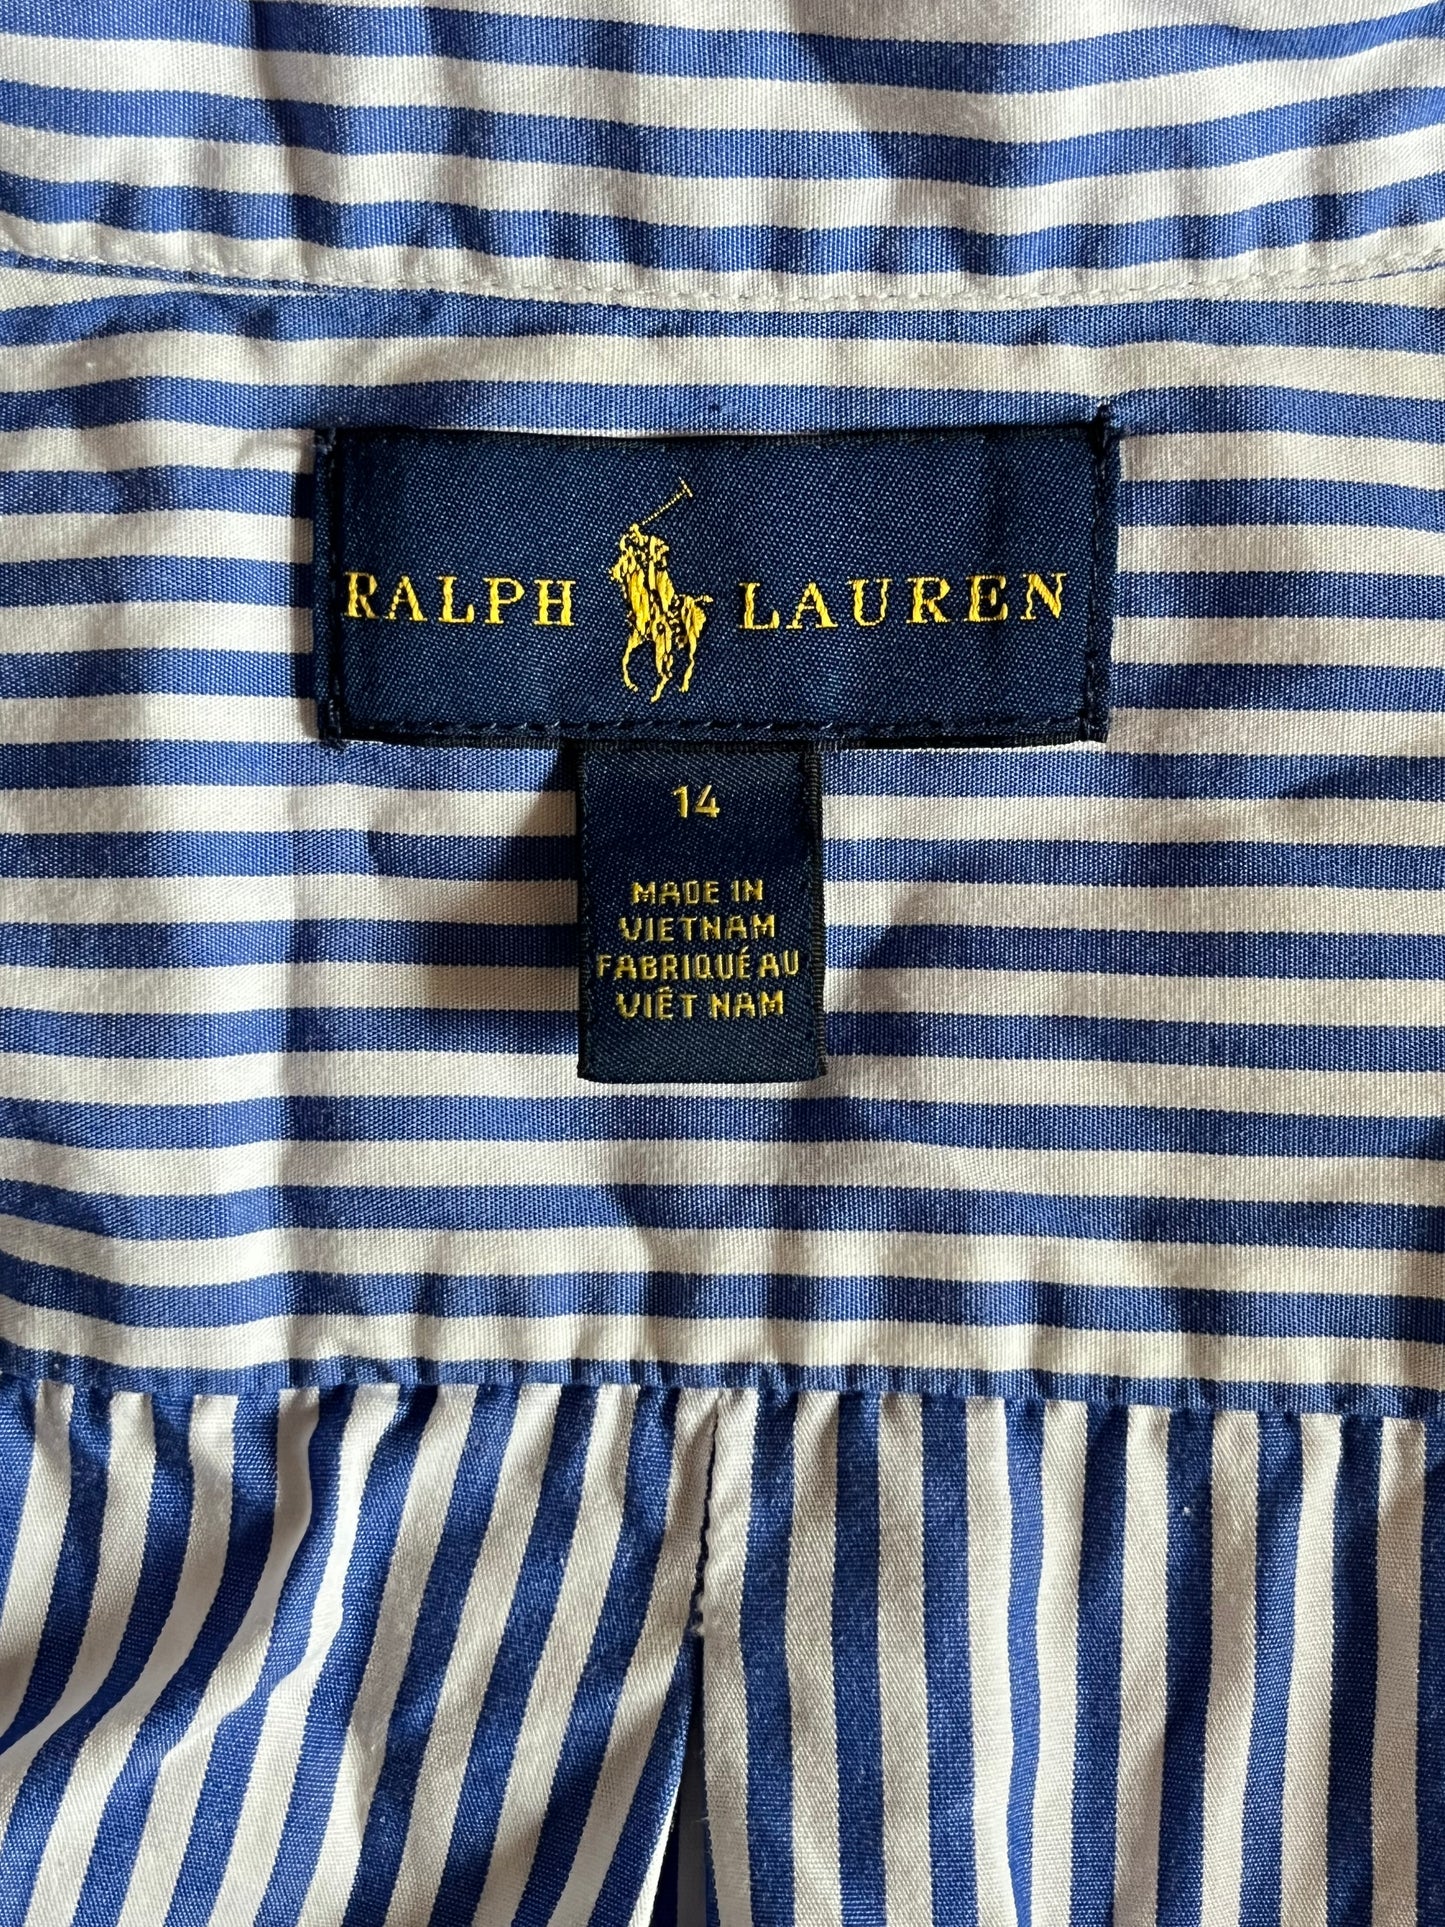 RALPH LAUREN
14
MADE IN
VIETNAM
FABRIQUÉ AU
VIÊT NAM